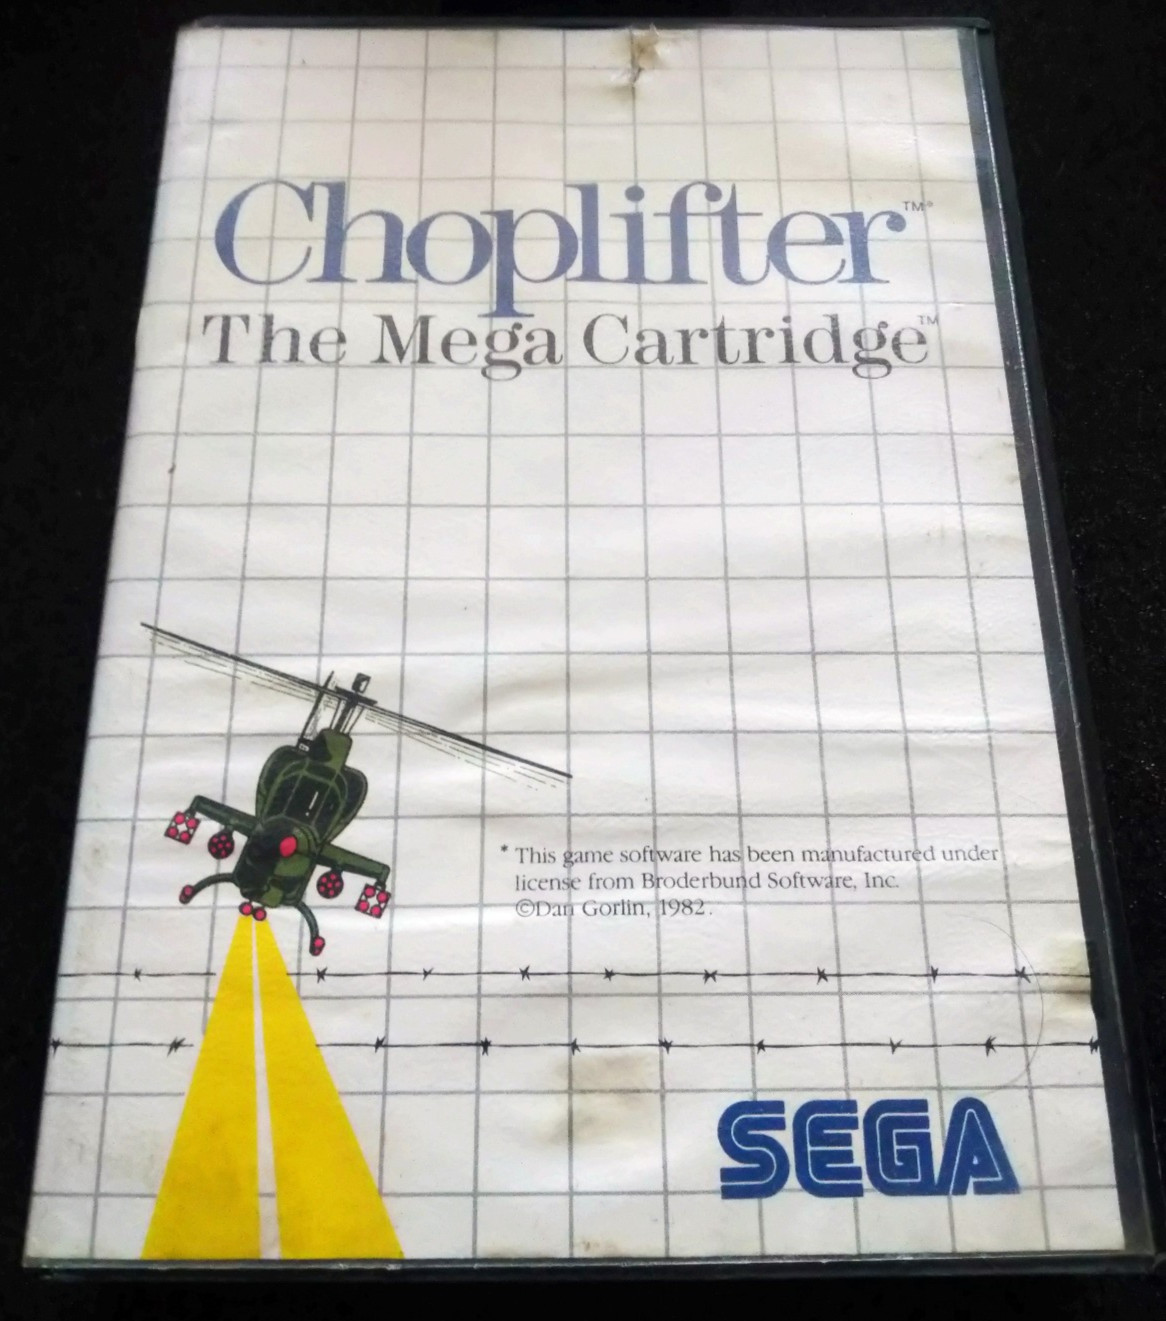 Choplifter™*
The Mega Cartridge™
* This game software has been manufactured under
license from Broderbund Software, Inc.
©Dan Gorlin, 1982.
SEGA